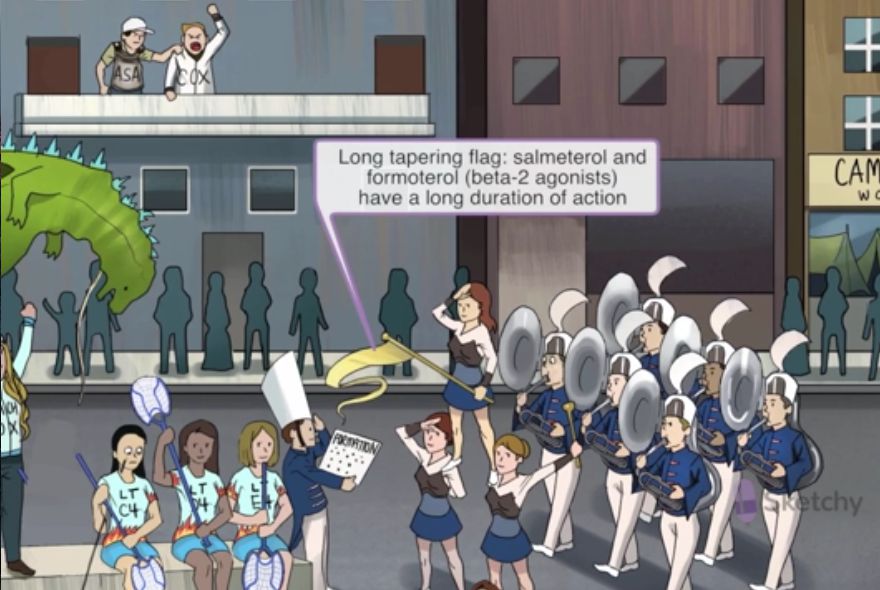 ASA
COX
Long tapering flag: salmeterol and
formoterol (beta-2 agonists)
have a long duration of action
CAM
WO
FORMATION
LT
C4
LT
LT
E4
Sketchy